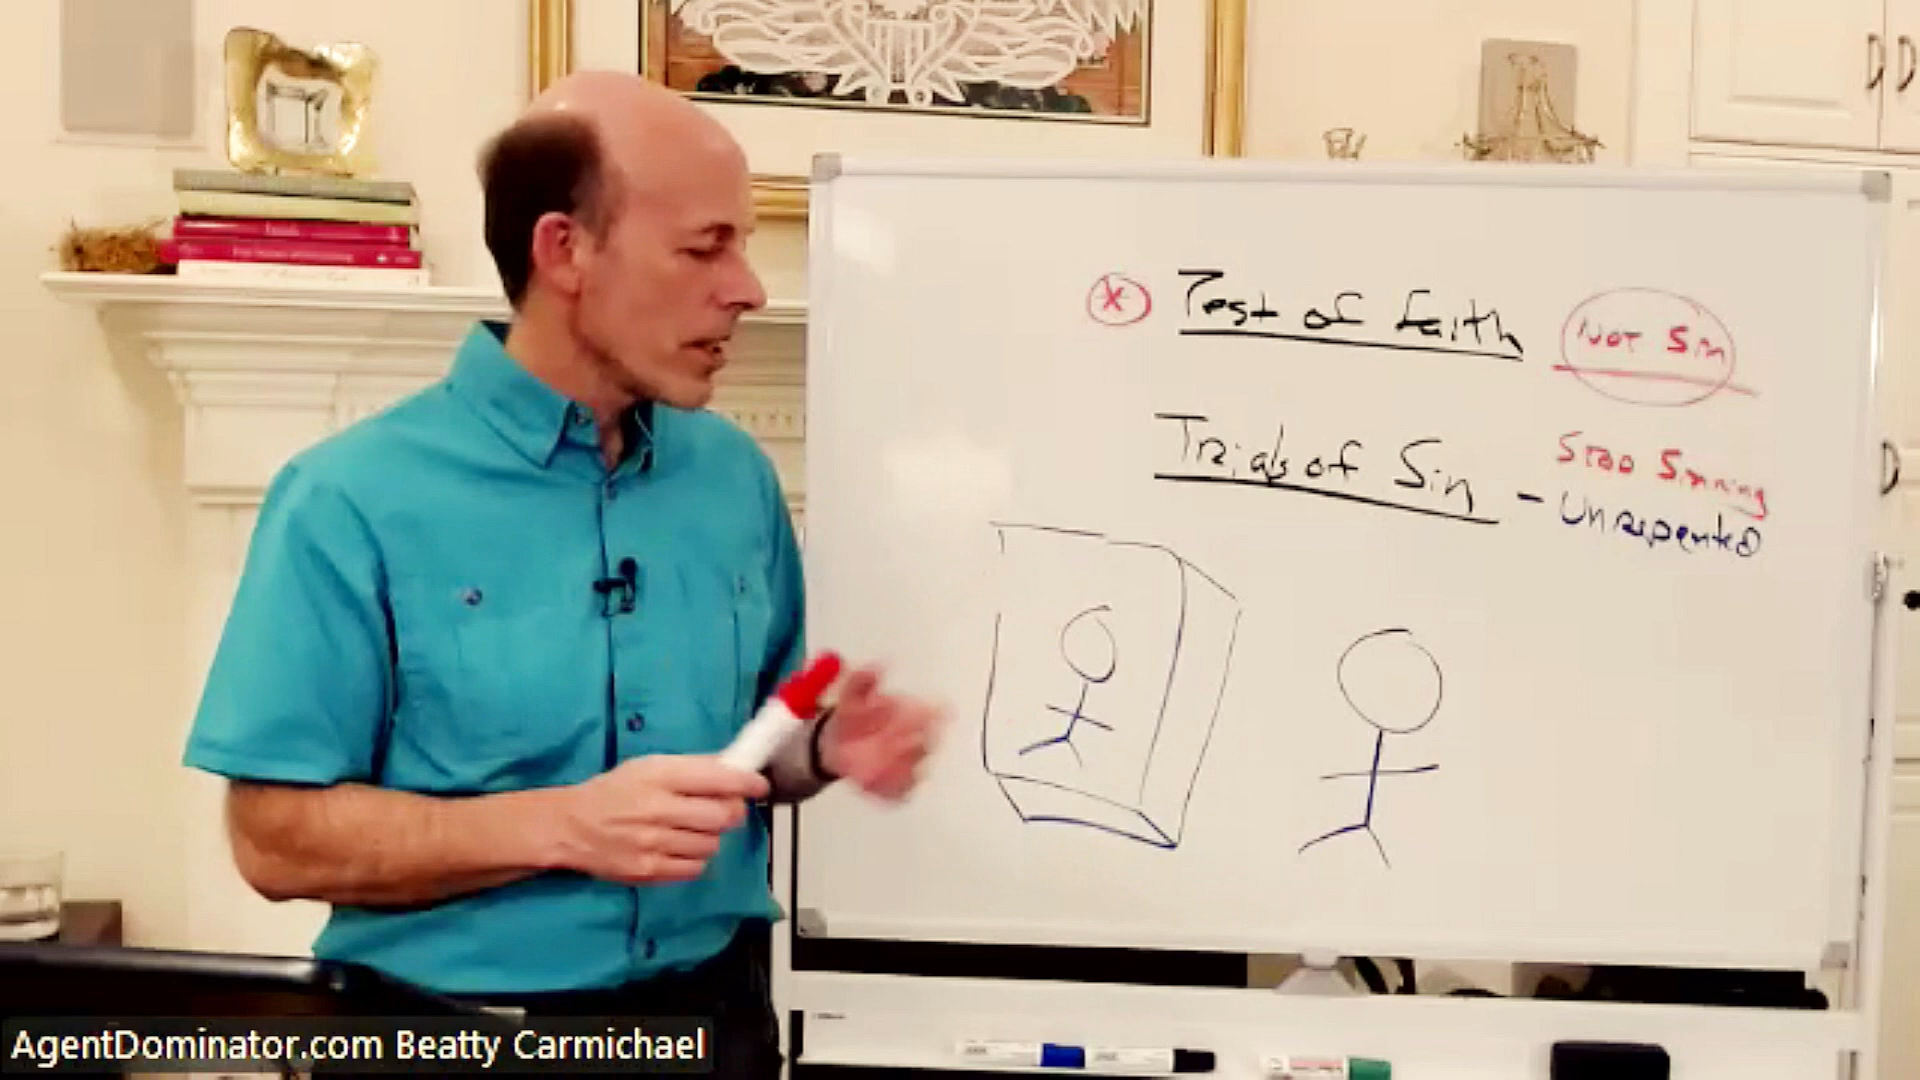 X Test of faith NOT Sin
Trials of Sin - Stop Sinning
Unrepented
AgentDominator.com Beatty Carmichael